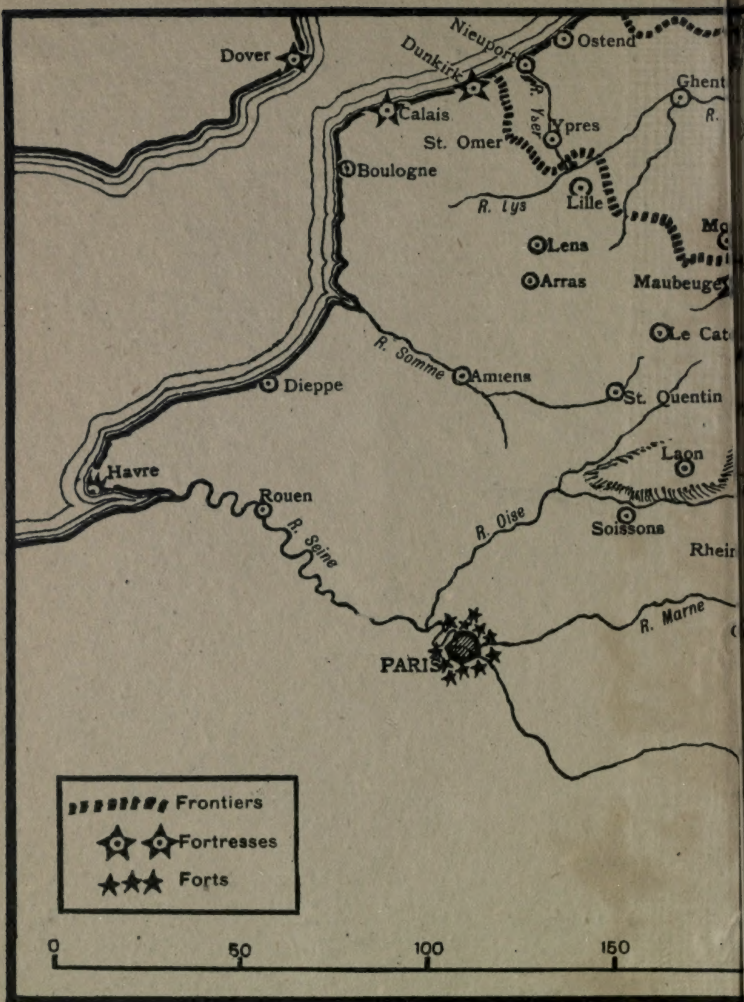 Dover
Nieuport
Ostend
Dunkirk
Ghent
Calais
R. Yser
R.
Ypres
St. Omer
Boulogne
Lille
R. Lys
Mo
Lens
Arras
Maubeuge
Le Cat
R. Somme
Amiens
Dieppe
St. Quentin
Laon
Havre
Rouen
R. Oise
Soissons
R. Seine
Rhein
R. Marne
PARIS
Frontiers
Fortresses
Forts
0 50 100 150